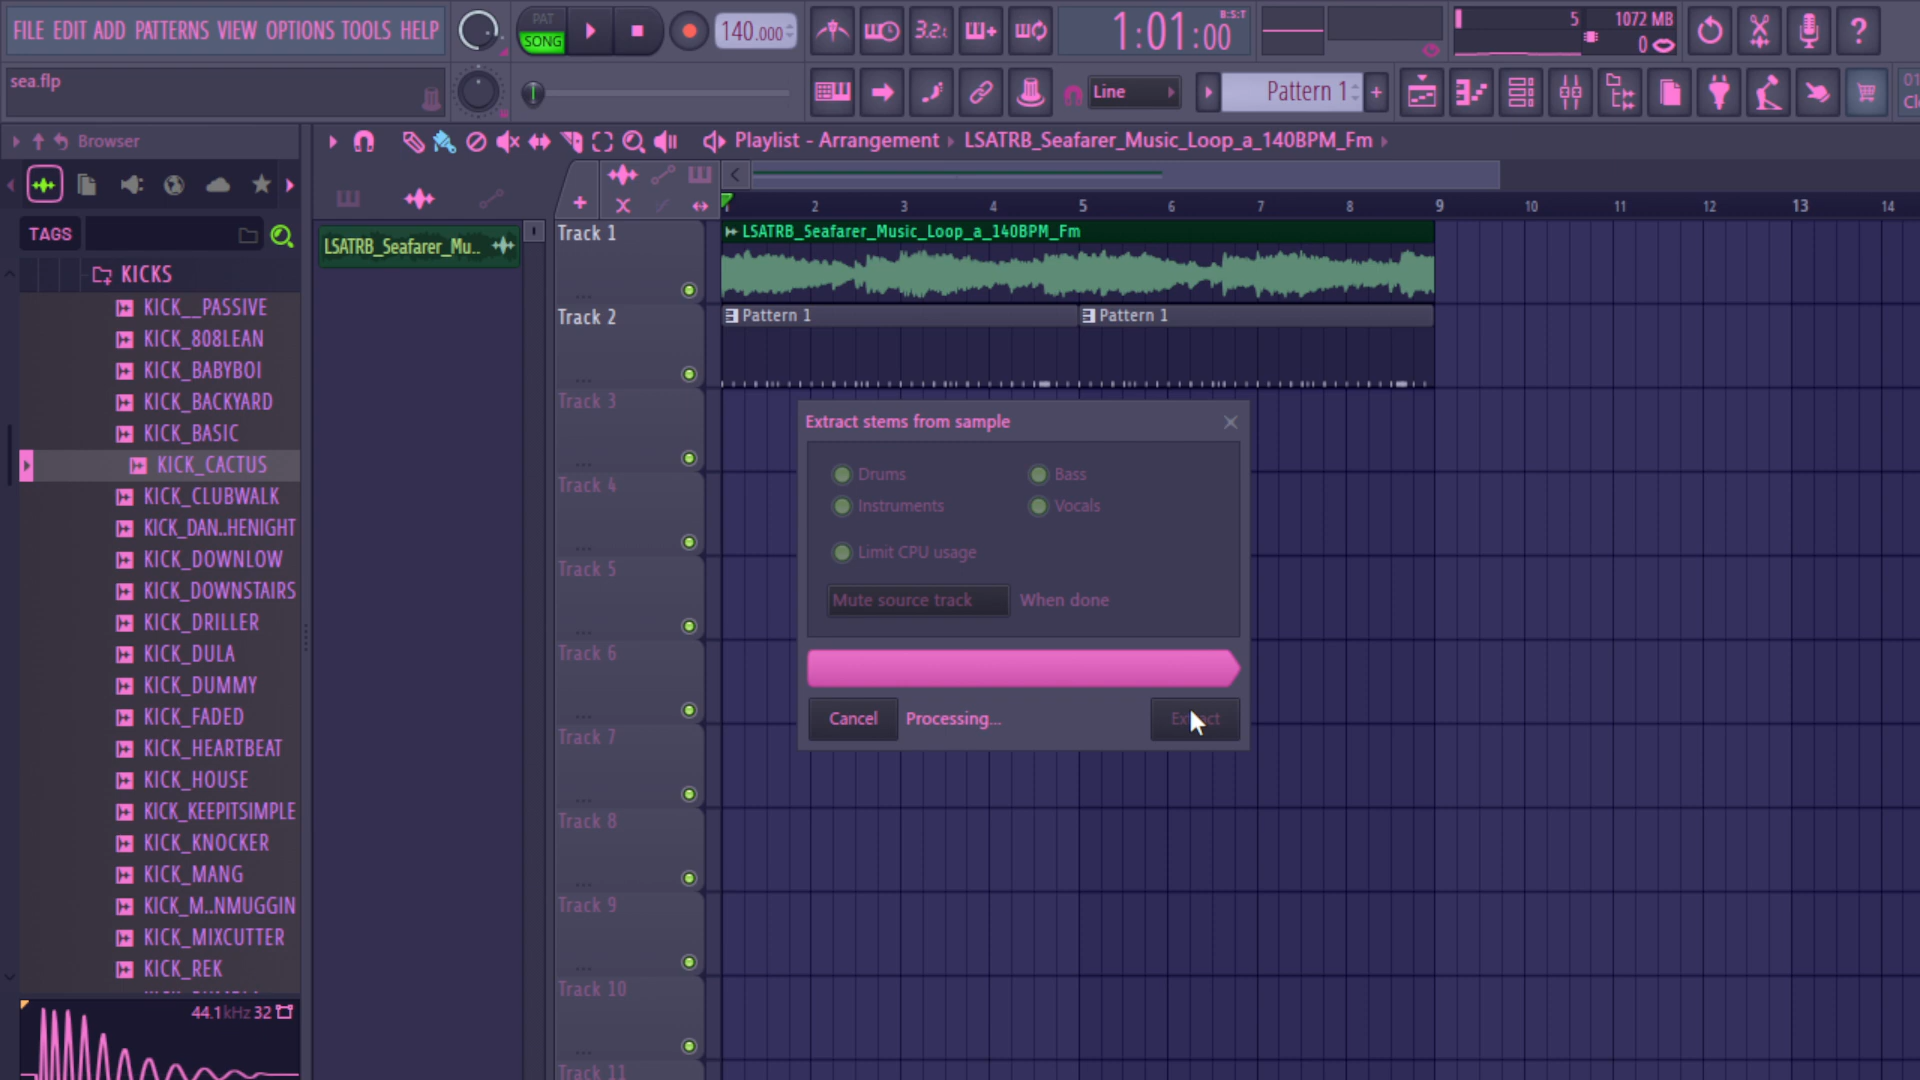 FILE EDIT ADD PATTERNS VIEW OPTIONS TOOLS HELP
PAT
SONG
140.000
3.2.
1:01:00
B:S:T
5
1072 MB
0
?
sea.flp
Line
Pattern 1
+
01
Browser
Playlist - Arrangement
LSATRB_Seafarer_Music_Loop_a_140BPM_Fm
TAGS
2 3 4 5 6 7 8 9 10 11 12 13 14
KICKS
KICK__PASSIVE
KICK_808LEAN
KICK_BABYBOI
KICK_BACKYARD
KICK_BASIC
KICK_CACTUS
KICK_CLUBWALK
KICK_DAN..HENIGHT
KICK_DOWNLOW
KICK_DOWNSTAIRS
KICK_DRILLER
KICK_DULA
KICK_DUMMY
KICK_FADED
KICK_HEARTBEAT
KICK_HOUSE
KICK_KEEPITSIMPLE
KICK_KNOCKER
KICK_MANG
KICK_M..NMUGGIN
KICK_MIXCUTTER
KICK_REK
44.1kHz 32
LSATRB_Seafarer_Mu..
Track 1
LSATRB_Seafarer_Music_Loop_a_140BPM_Fm
Track 2
Pattern 1
Pattern 1
Track 3
Track 4
Track 5
Track 6
Track 7
Track 8
Track 9
Track 10
Track 11
Extract stems from sample
Drums
Bass
Instruments
Vocals
Limit CPU usage
Mute source track
When done
Cancel
Processing...